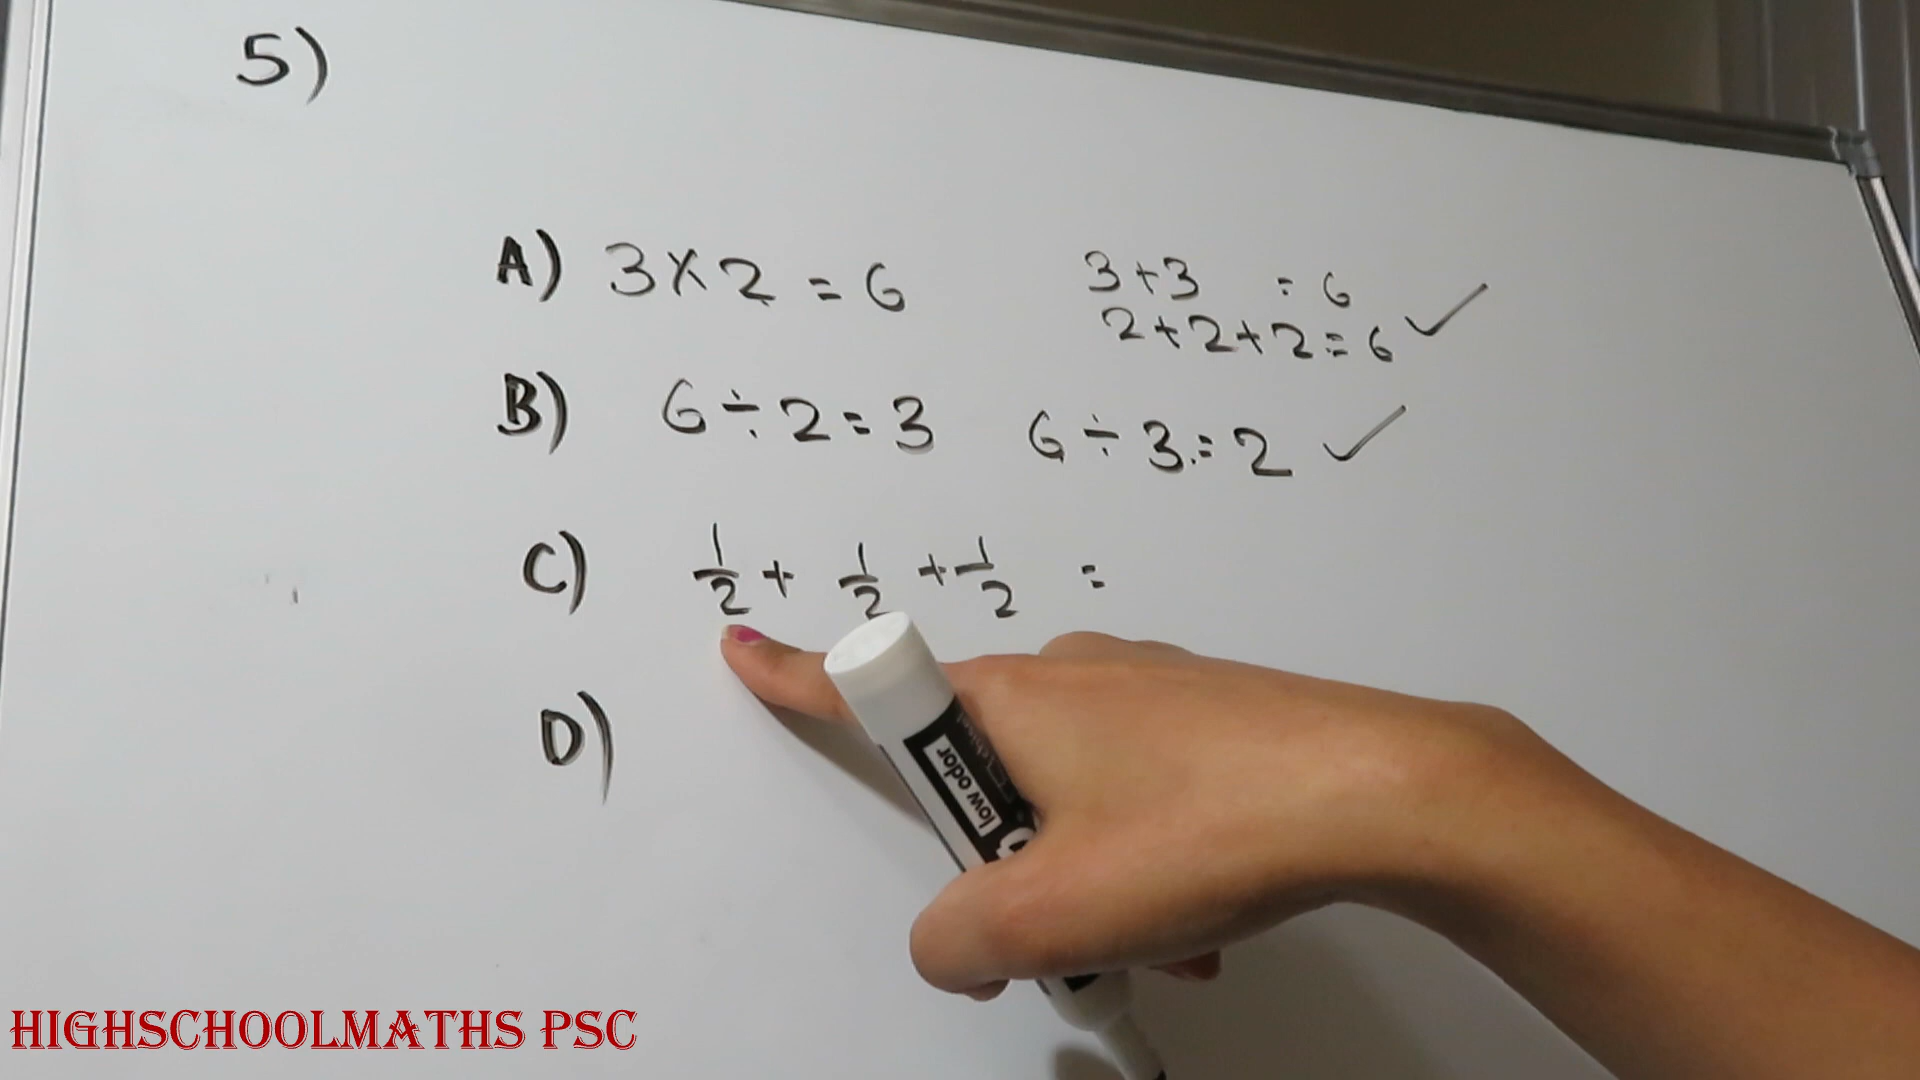 5)
A) 3×2 = 6 3+3 = 6
2+2+2 = 6 ✓
B) 6÷2=3 6÷3=2 ✓
C) 1/2 + 1/2 + 1/2 =
D)
low odor
HIGHSCHOOLMATHS PSC